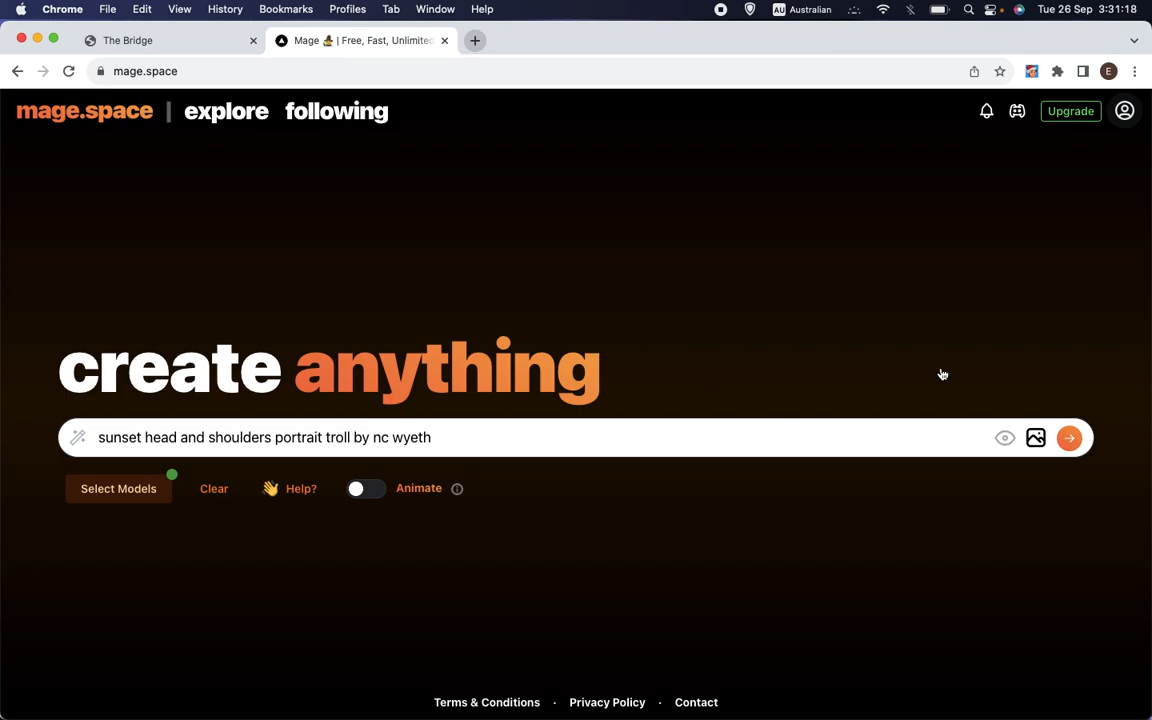 Chrome File Edit View History Bookmarks Profiles Tab Window Help AU Australian Tue 26 Sep 3:31:18
The Bridge Mage | Free, Fast, Unlimited
mage.space E
mage.space | explore following Upgrade
create anything
sunset head and shoulders portrait troll by nc wyeth
Select Models Clear Help? Animate
Terms & Conditions · Privacy Policy · Contact